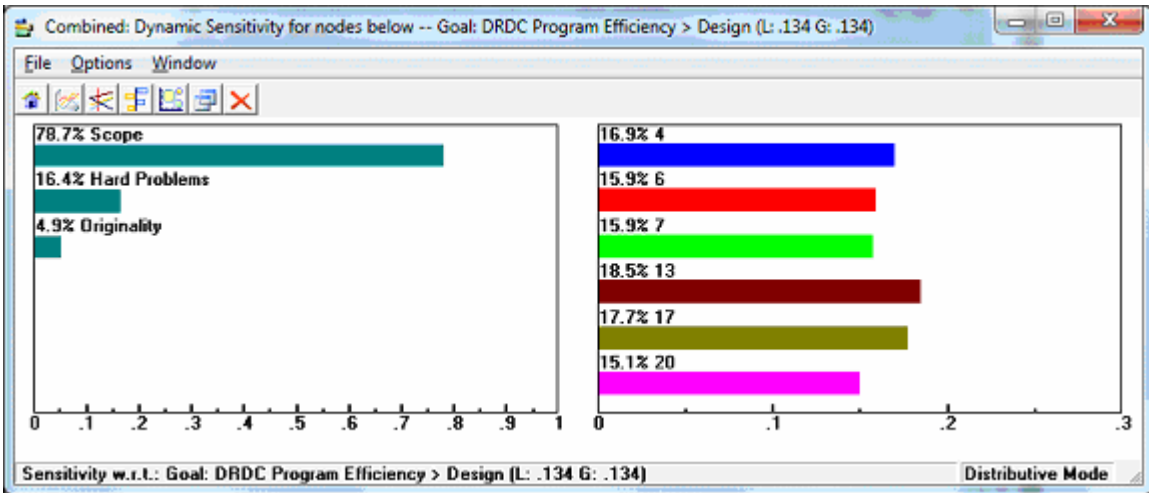 Combined: Dynamic Sensitivity for nodes below -- Goal: DRDC Program Efficiency > Design (L: .134 G: .134)
File Options Window
78.7% Scope
16.4% Hard Problems
4.9% Originality
0 .1 .2 .3 .4 .5 .6 .7 .8 .9 1
16.9% 4
15.9% 6
15.9% 7
18.5% 13
17.7% 17
15.1% 20
0 .1 .2 .3
Sensitivity w.r.t.: Goal: DRDC Program Efficiency > Design (L: .134 G: .134)
Distributive Mode